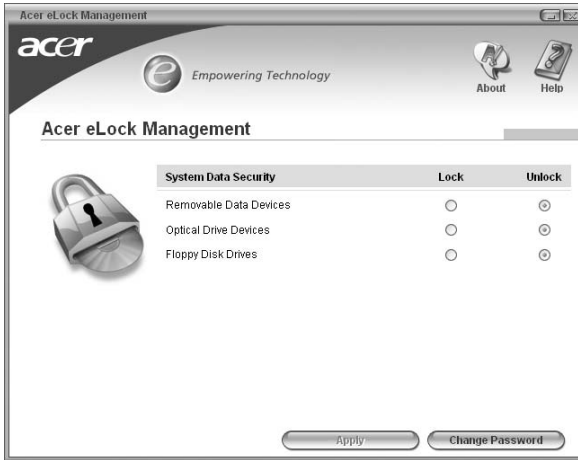 Acer eLock Management
acer
e Empowering Technology
About Help
Acer eLock Management
System Data Security Lock Unlock
Removable Data Devices
Optical Drive Devices
Floppy Disk Drives
Apply Change Password